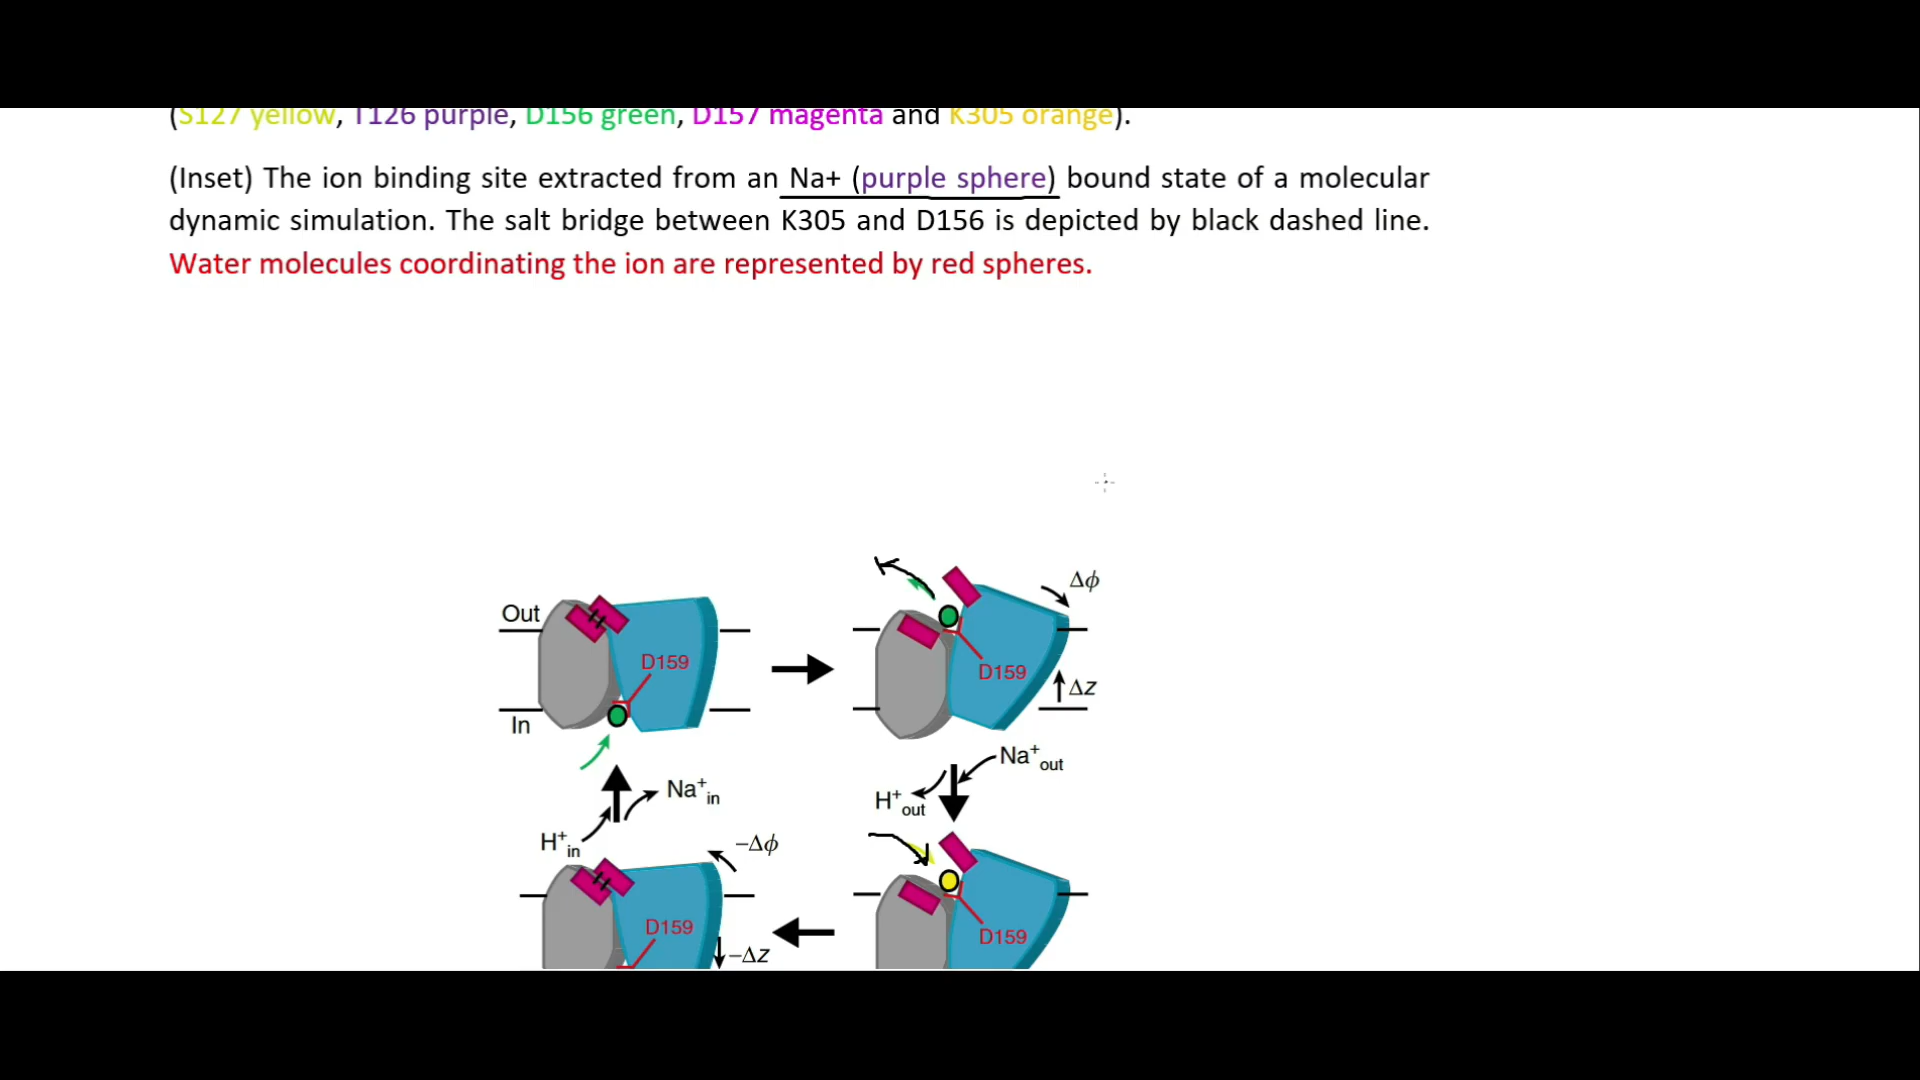 (S127 yellow, T126 purple, D156 green, D157 magenta and K305 orange).
(Inset) The ion binding site extracted from an Na+ (purple sphere) bound state of a molecular
dynamic simulation. The salt bridge between K305 and D156 is depicted by black dashed line.
Water molecules coordinating the ion are represented by red spheres.
Out
D159
In
Δϕ
D159
Δz
Na⁺in
H⁺in
Na⁺out
H⁺out
−Δϕ
D159
−Δz
D159